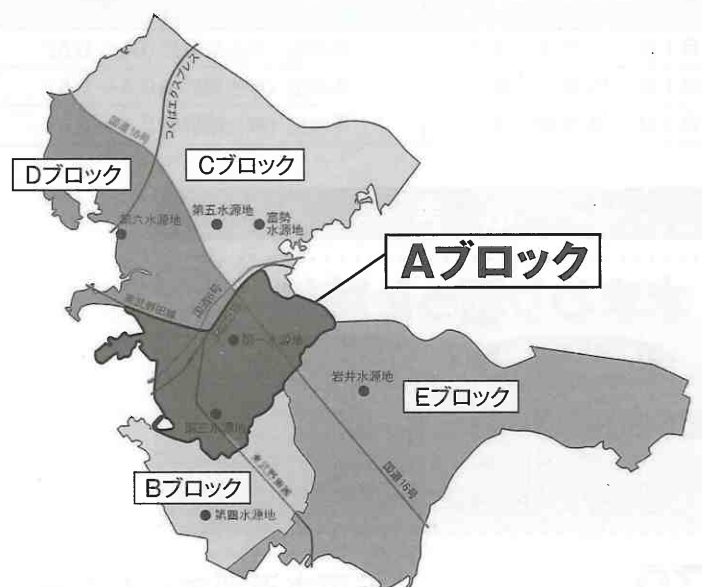 つくばエクスプレス
国道16号
Cブロック
Dブロック
第五水源地
富勢
水源地
第六水源地
Aブロック
国道6号
東武野田線
第一水源地
岩井水源地
Eブロック
第三水源地
東武野田線
国道16号
Bブロック
第四水源地